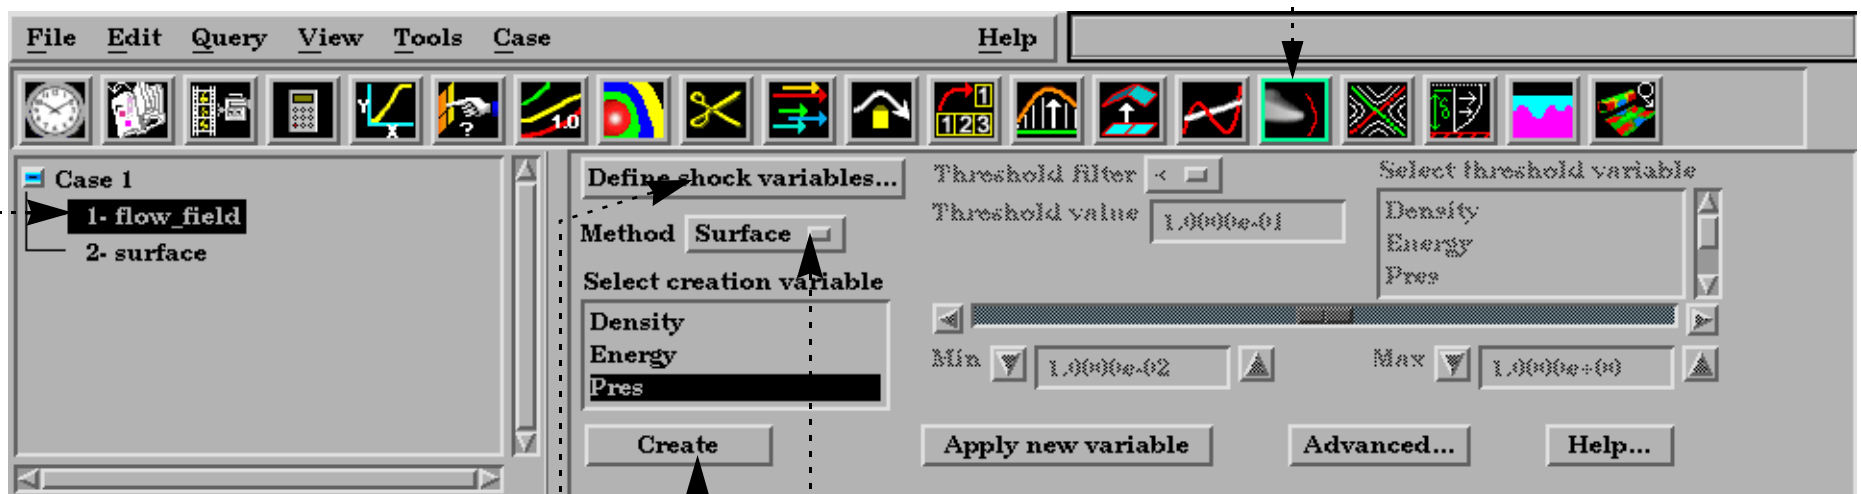 File Edit Query View Tools Case Help
Y X ? 1.0 1 123 δ
Case 1
1- flow_field
2- surface
Define shock variables...
Method Surface
Select creation variable
Density
Energy
Pres
Create
Threshold filter <
Threshold value 1.0000e-01
Select threshold variable
Density
Energy
Pres
Min 1.0000e-02 Max 1.0000e+00
Apply new variable Advanced... Help...